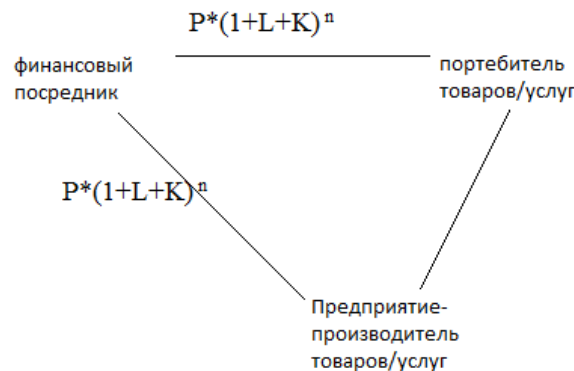 P*(1+L+K)ⁿ
финансовый
посредник
портебитель
товаров/услуг
P*(1+L+K)ⁿ
Предприятие-
производитель
товаров/услуг